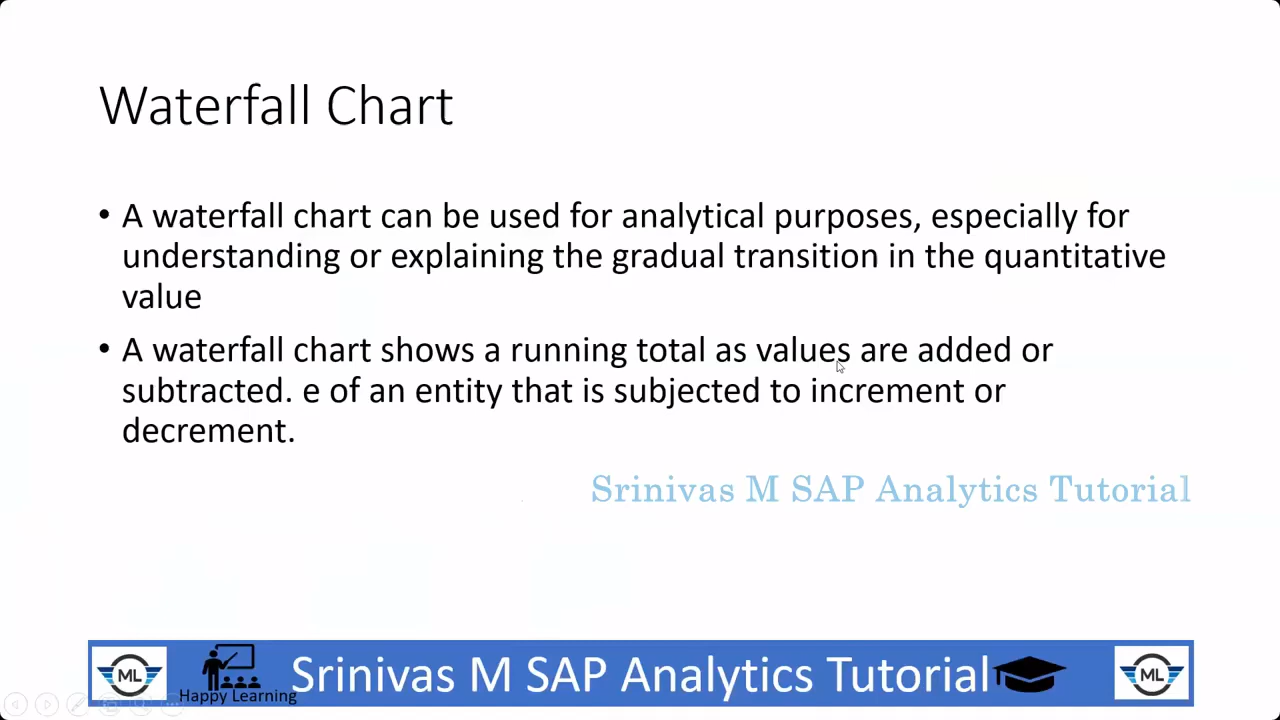 Waterfall Chart
• A waterfall chart can be used for analytical purposes, especially for
understanding or explaining the gradual transition in the quantitative
value
• A waterfall chart shows a running total as values are added or
subtracted. e of an entity that is subjected to increment or
decrement.
Srinivas M SAP Analytics Tutorial
ML
Happy Learning
Srinivas M SAP Analytics Tutorial
ML